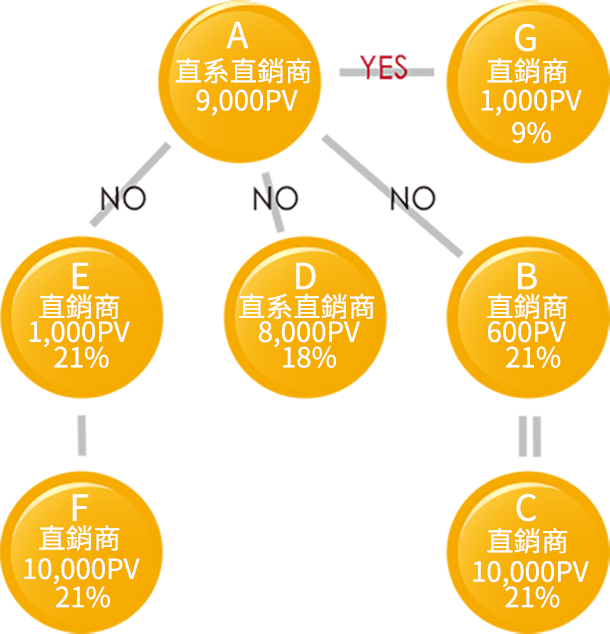 A
直系直銷商
9,000PV
YES
G
直銷商
1,000PV
9%
NO
NO
NO
E
直銷商
1,000PV
21%
D
直系直銷商
8,000PV
18%
B
直銷商
600PV
21%
F
直銷商
10,000PV
21%
C
直銷商
10,000PV
21%